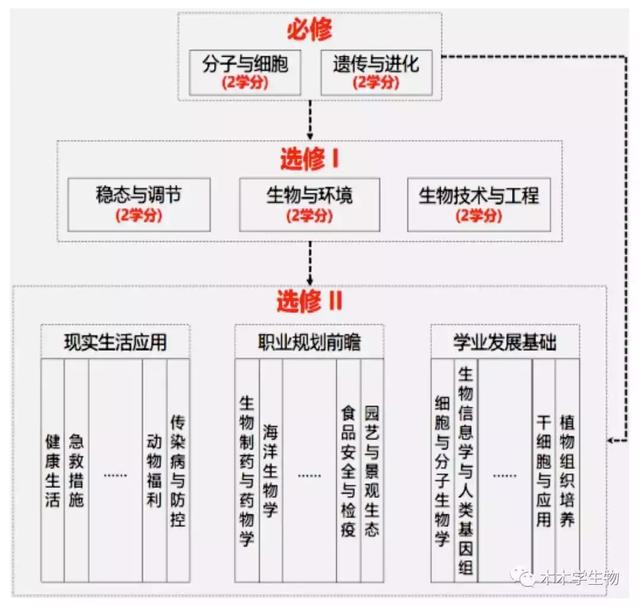 必修
分子与细胞
(2学分)
遗传与进化
(2学分)
选修 I
稳态与调节
(2学分)
生物与环境
(2学分)
生物技术与工程
(2学分)
选修 II
现实生活应用
健康生活
急救措施
……
动物福利
传染病与防控
职业规划前瞻
生物制药与药物学
海洋生物学
……
食品安全与检疫
园艺与景观生态
学业发展基础
细胞与分子生物学
生物信息学与人类基因组
……
干细胞与应用
植物组织培养
木木学生物